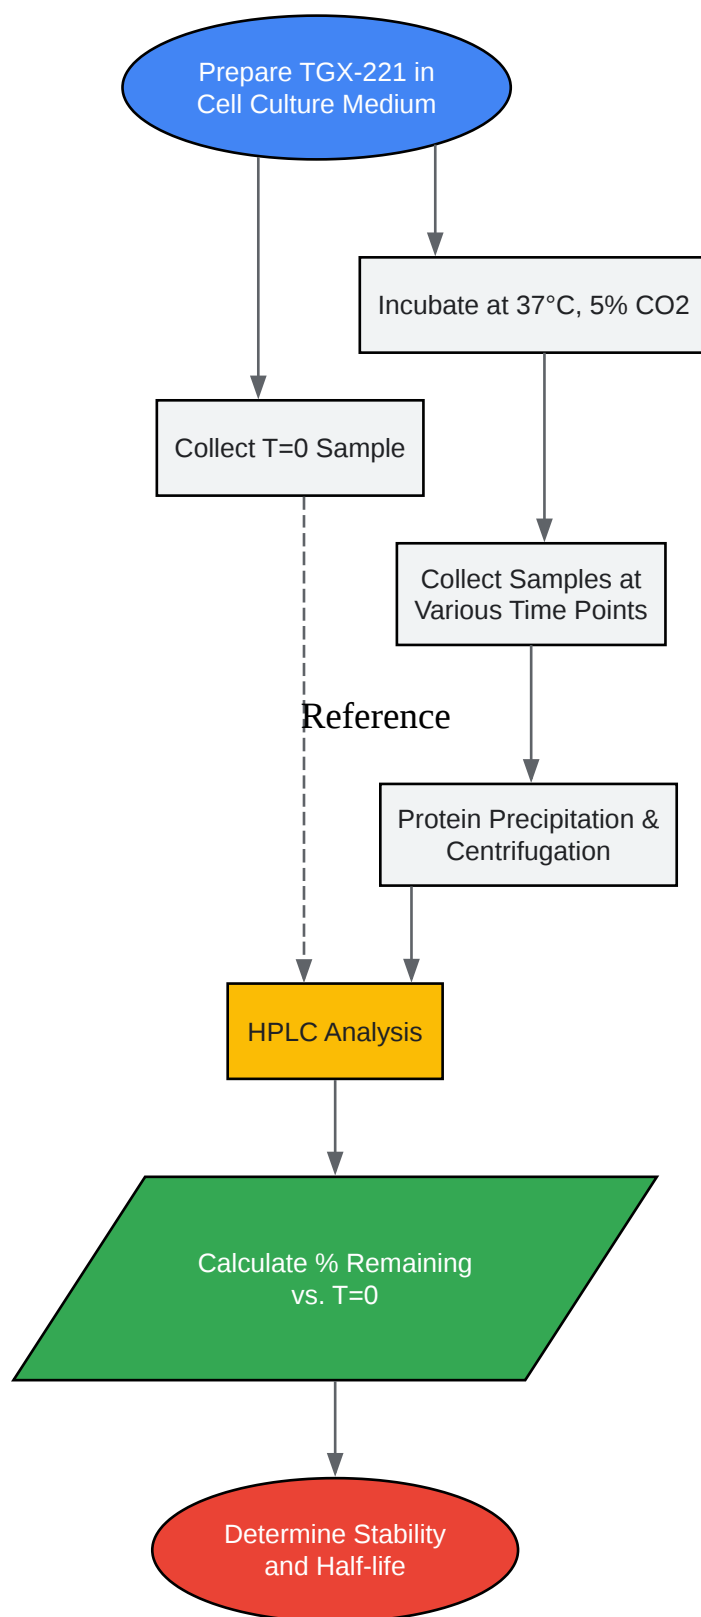 Prepare TGX-221 in
Cell Culture Medium
Incubate at 37°C, 5% CO2
Collect T=0 Sample
Collect Samples at
Various Time Points
Reference
Protein Precipitation &
Centrifugation
HPLC Analysis
Calculate % Remaining
vs. T=0
Determine Stability
and Half-life